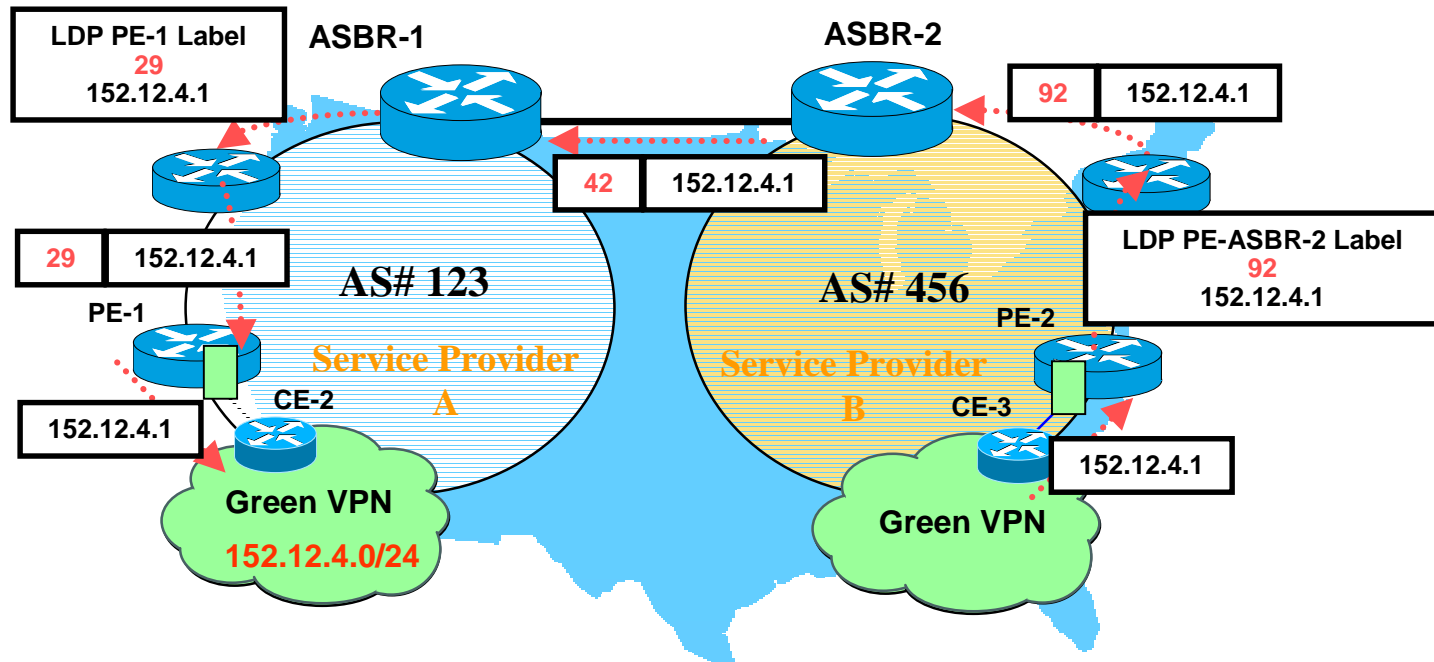 LDP PE-1 Label
29
152.12.4.1
ASBR-1
ASBR-2
92 152.12.4.1
42 152.12.4.1
29 152.12.4.1
LDP PE-ASBR-2 Label
92
152.12.4.1
AS# 123
AS# 456
PE-1
PE-2
Service Provider
A
Service Provider
B
CE-2
CE-3
152.12.4.1
152.12.4.1
Green VPN
152.12.4.0/24
Green VPN